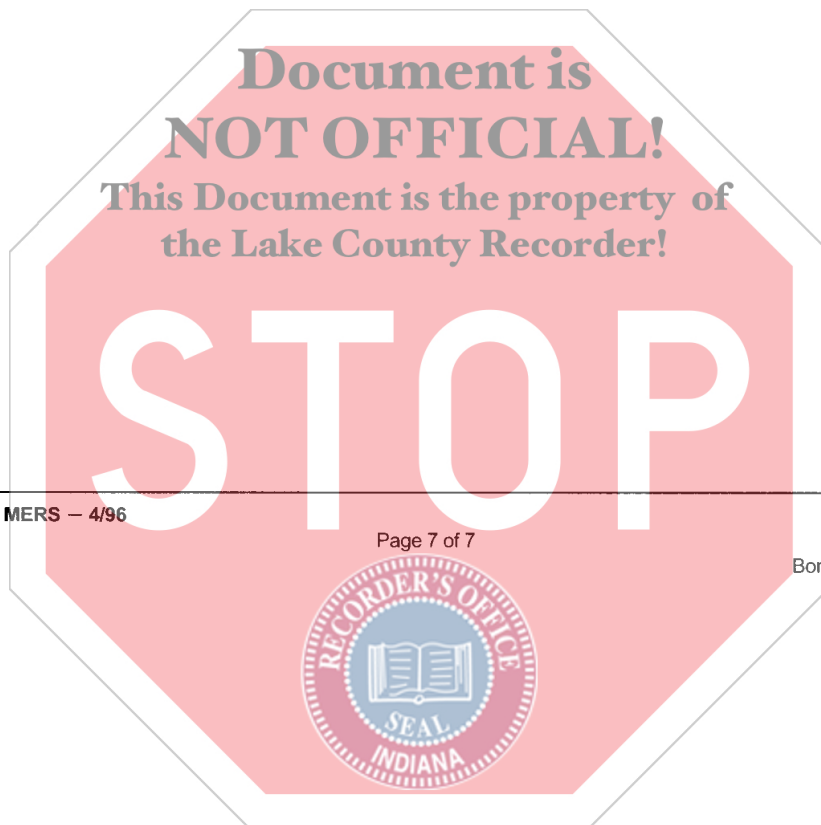 Document is
NOT OFFICIAL!
This Document is the property of
the Lake County Recorder!
STOP
MERS — 4/96
Page 7 of 7
Bor
RECORDER'S OFFICE
SEAL
INDIANA